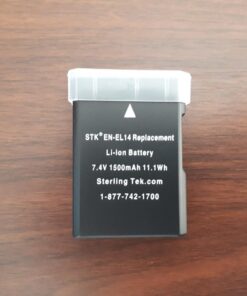 STK® EN-EL14 Replacement
Li-Ion Battery
7.4V 1500mAh 11.1Wh
Sterling Tek.com
1-877-742-1700